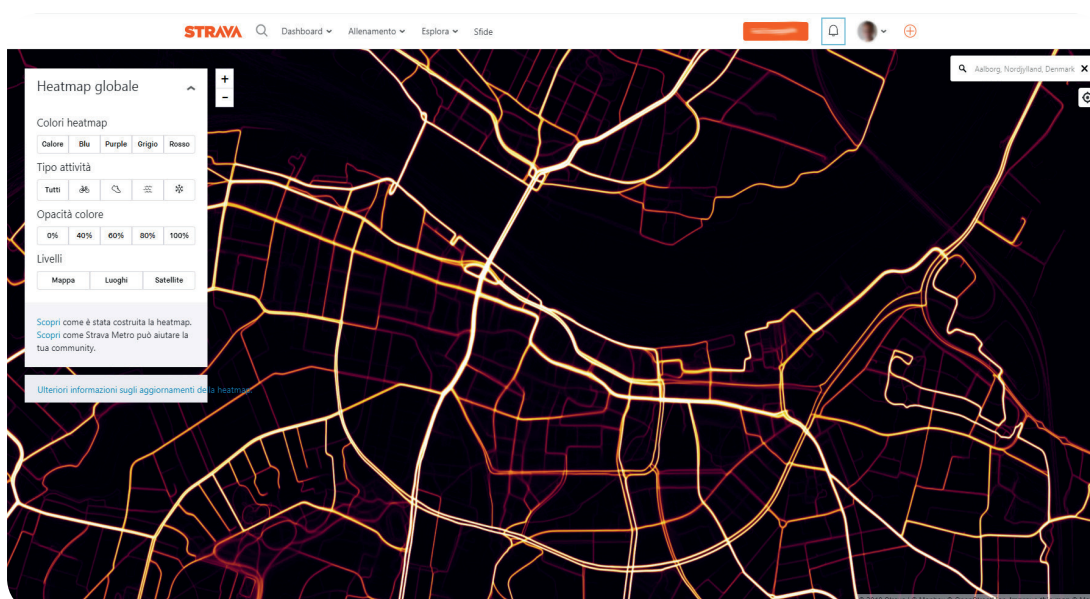 STRAVA Dashboard Allenamento Esplora Sfide
Aalborg, Nordjylland, Denmark
Heatmap globale
+
-
Colori heatmap
Calore Blu Purple Grigio Rosso
Tipo attività
Tutti
Opacità colore
0% 40% 60% 80% 100%
Livelli
Mappa Luoghi Satellite
Scopri come è stata costruita la heatmap.
Scopri come Strava Metro può aiutare la
tua community.
Ulteriori informazioni sugli aggiornamenti della heatmap.